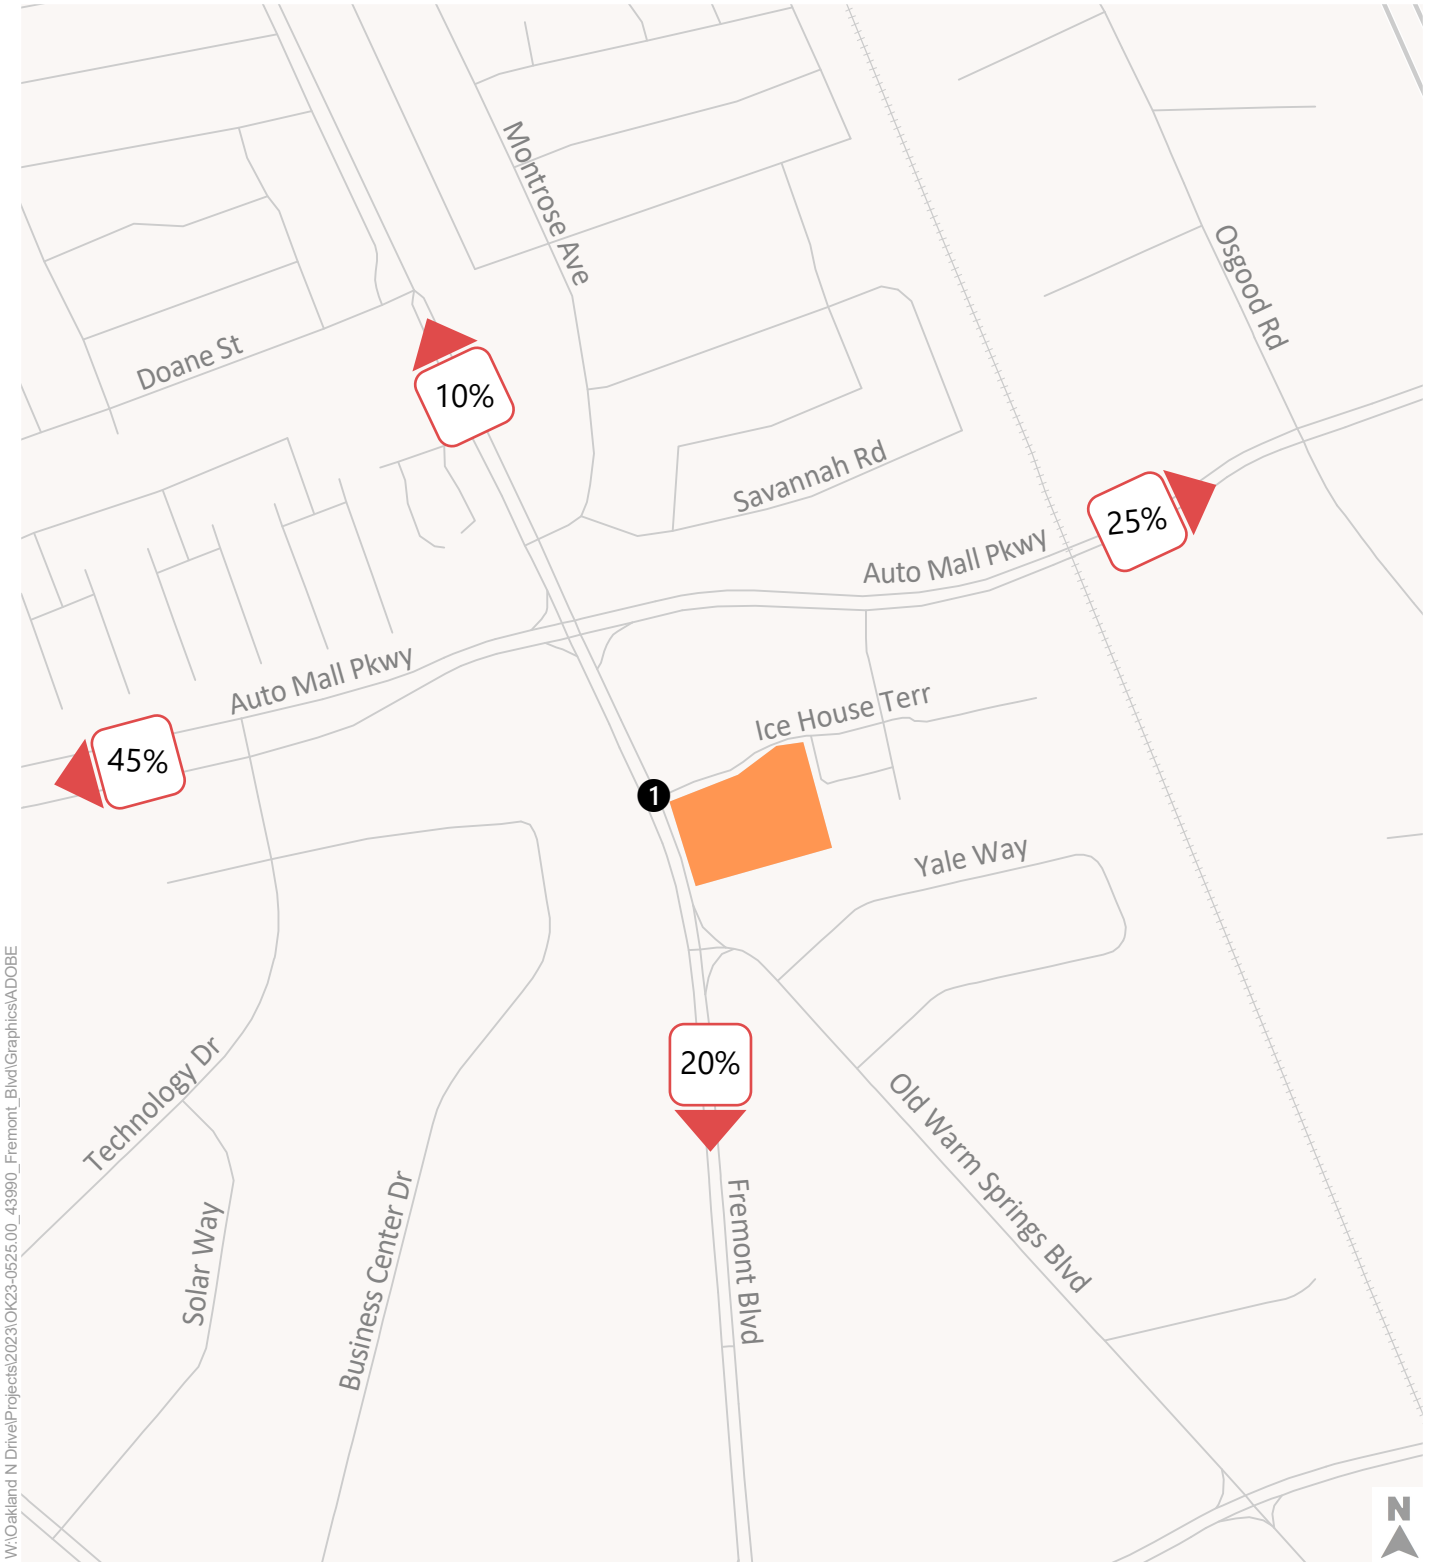 Montrose Ave
Osgood Rd
Doane St
10%
Savannah Rd
25%
Auto Mall Pkwy
Auto Mall Pkwy
45%
Ice House Terr
1
Yale Way
20%
Technology Dr
Old Warm Springs Blvd
Solar Way
Business Center Dr
Fremont Blvd
W:\Oakland N Drive\Projects\2023\OK23-0525.00_43990_Fremont_Blvd\Graphics\ADOBE
N